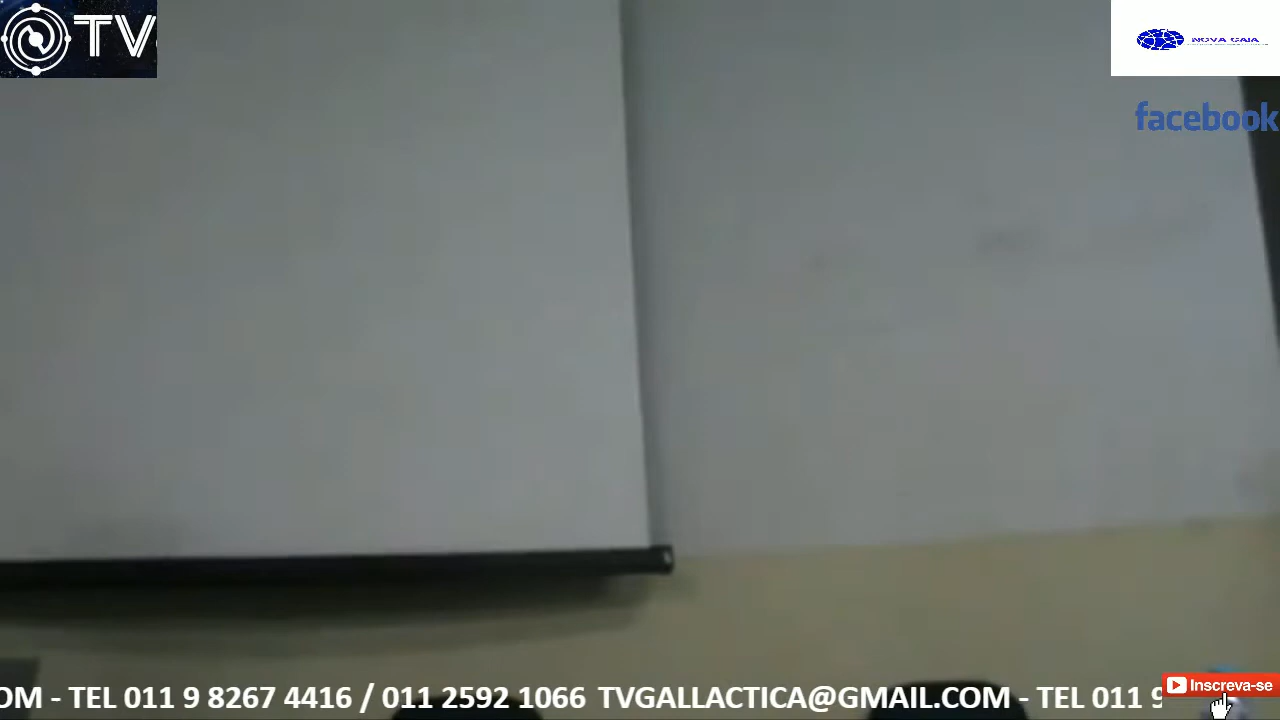 TV
NOVA GAIA
facebook
OM - TEL 011 9 8267 4416 / 011 2592 1066 TVGALLACTICA@GMAIL.COM - TEL 011 9
Inscreva-se